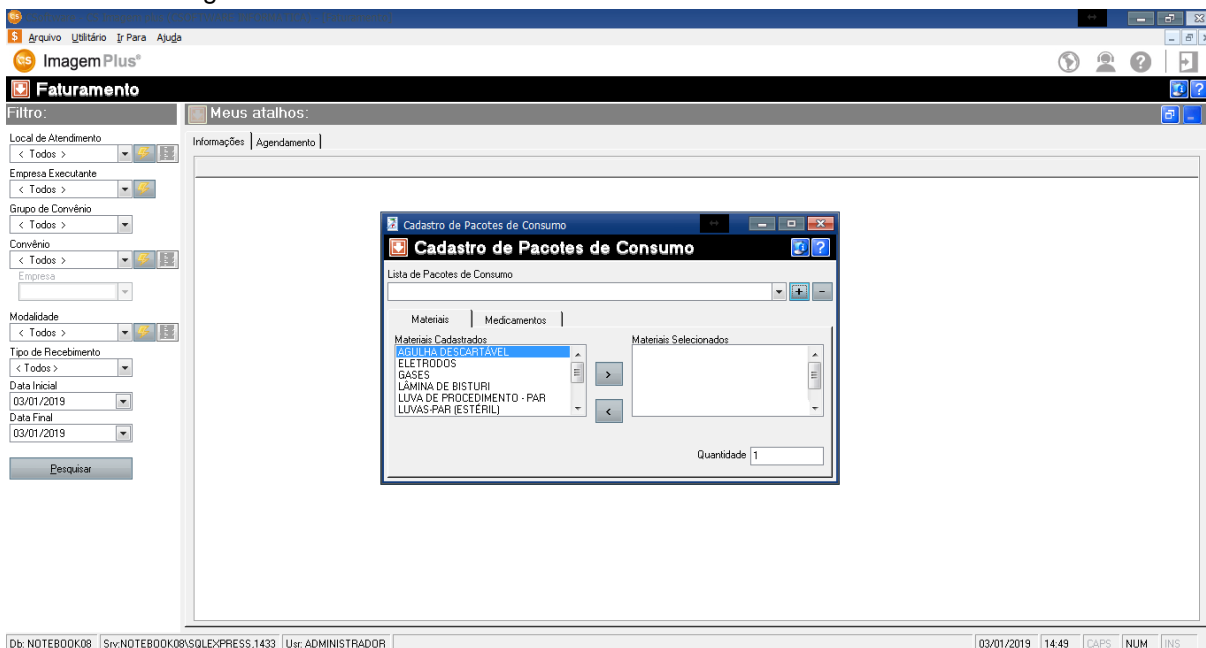 Arquivo Utilitário Ir Para Ajuda
ImagemPlus®
Faturamento
Filtro:
Meus atalhos:
Local de Atendimento
< Todos >
Empresa Executante
< Todos >
Grupo de Convênio
< Todos >
Convênio
< Todos >
Empresa
Modalidade
< Todos >
Tipo de Recebimento
< Todos >
Data Inicial
03/01/2019
Data Final
03/01/2019
Pesquisar
Informações Agendamento
Cadastro de Pacotes de Consumo
Cadastro de Pacotes de Consumo
Lista de Pacotes de Consumo
Materiais Medicamentos
Materiais Cadastrados Materiais Selecionados
AGULHA DESCARTÁVEL
ELETRODOS
GASES
LÂMINA DE BISTURI
LUVA DE PROCEDIMENTO - PAR
LUVAS-PAR (ESTÉRIL)
Quantidade 1
Db: NOTEBOOK08 Srv:NOTEBOOK08\SQLEXPRESS,1433 Usr: ADMINISTRADOR 03/01/2019 14:49 CAPS NUM INS